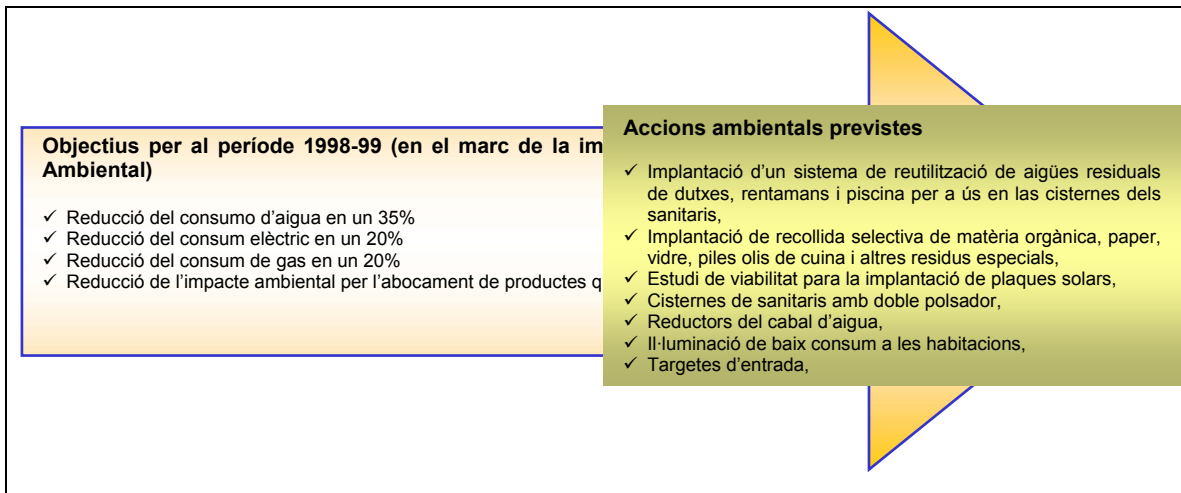 Objectius per al període 1998-99 (en el marc de la im
Ambiental)
✓ Reducció del consumo d'aigua en un 35%
✓ Reducció del consum elèctric en un 20%
✓ Reducció del consum de gas en un 20%
✓ Reducció de l'impacte ambiental per l'abocament de productes q
Accions ambientals previstes
✓ Implantació d'un sistema de reutilització de aigües residuals
de dutxes, rentamans i piscina per a ús en las cisternes dels
sanitaris,
✓ Implantació de recollida selectiva de matèria orgànica, paper,
vidre, piles olis de cuina i altres residus especials,
✓ Estudi de viabilitat para la implantació de plaques solars,
✓ Cisternes de sanitaris amb doble polsador,
✓ Reductors del cabal d'aigua,
✓ Il·luminació de baix consum a les habitacions,
✓ Targetes d'entrada,